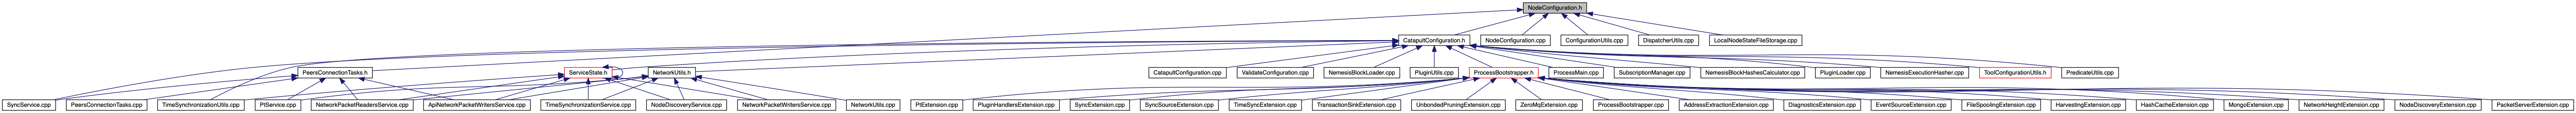 NodeConfiguration.h
CatapultConfiguration.h
NodeConfiguration.cpp
ConfigurationUtils.cpp
DispatcherUtils.cpp
LocalNodeStateFileStorage.cpp
PeersConnectionTasks.h
ServiceState.h
NetworkUtils.h
CatapultConfiguration.cpp
ValidateConfiguration.cpp
NemesisBlockLoader.cpp
PluginUtils.cpp
ProcessBootstrapper.h
ProcessMain.cpp
SubscriptionManager.cpp
NemesisBlockHashesCalculator.cpp
PluginLoader.cpp
NemesisExecutionHasher.cpp
ToolConfigurationUtils.h
PredicateUtils.cpp
SyncService.cpp
PeersConnectionTasks.cpp
TimeSynchronizationUtils.cpp
PtService.cpp
NetworkPacketReadersService.cpp
ApiNetworkPacketWritersService.cpp
TimeSynchronizationService.cpp
NodeDiscoveryService.cpp
NetworkPacketWritersService.cpp
NetworkUtils.cpp
PtExtension.cpp
PluginHandlersExtension.cpp
SyncExtension.cpp
SyncSourceExtension.cpp
TimeSyncExtension.cpp
TransactionSinkExtension.cpp
UnbondedPruningExtension.cpp
ZeroMqExtension.cpp
ProcessBootstrapper.cpp
AddressExtractionExtension.cpp
DiagnosticsExtension.cpp
EventSourceExtension.cpp
FileSpoolingExtension.cpp
HarvestingExtension.cpp
HashCacheExtension.cpp
MongoExtension.cpp
NetworkHeightExtension.cpp
NodeDiscoveryExtension.cpp
PacketServerExtension.cpp